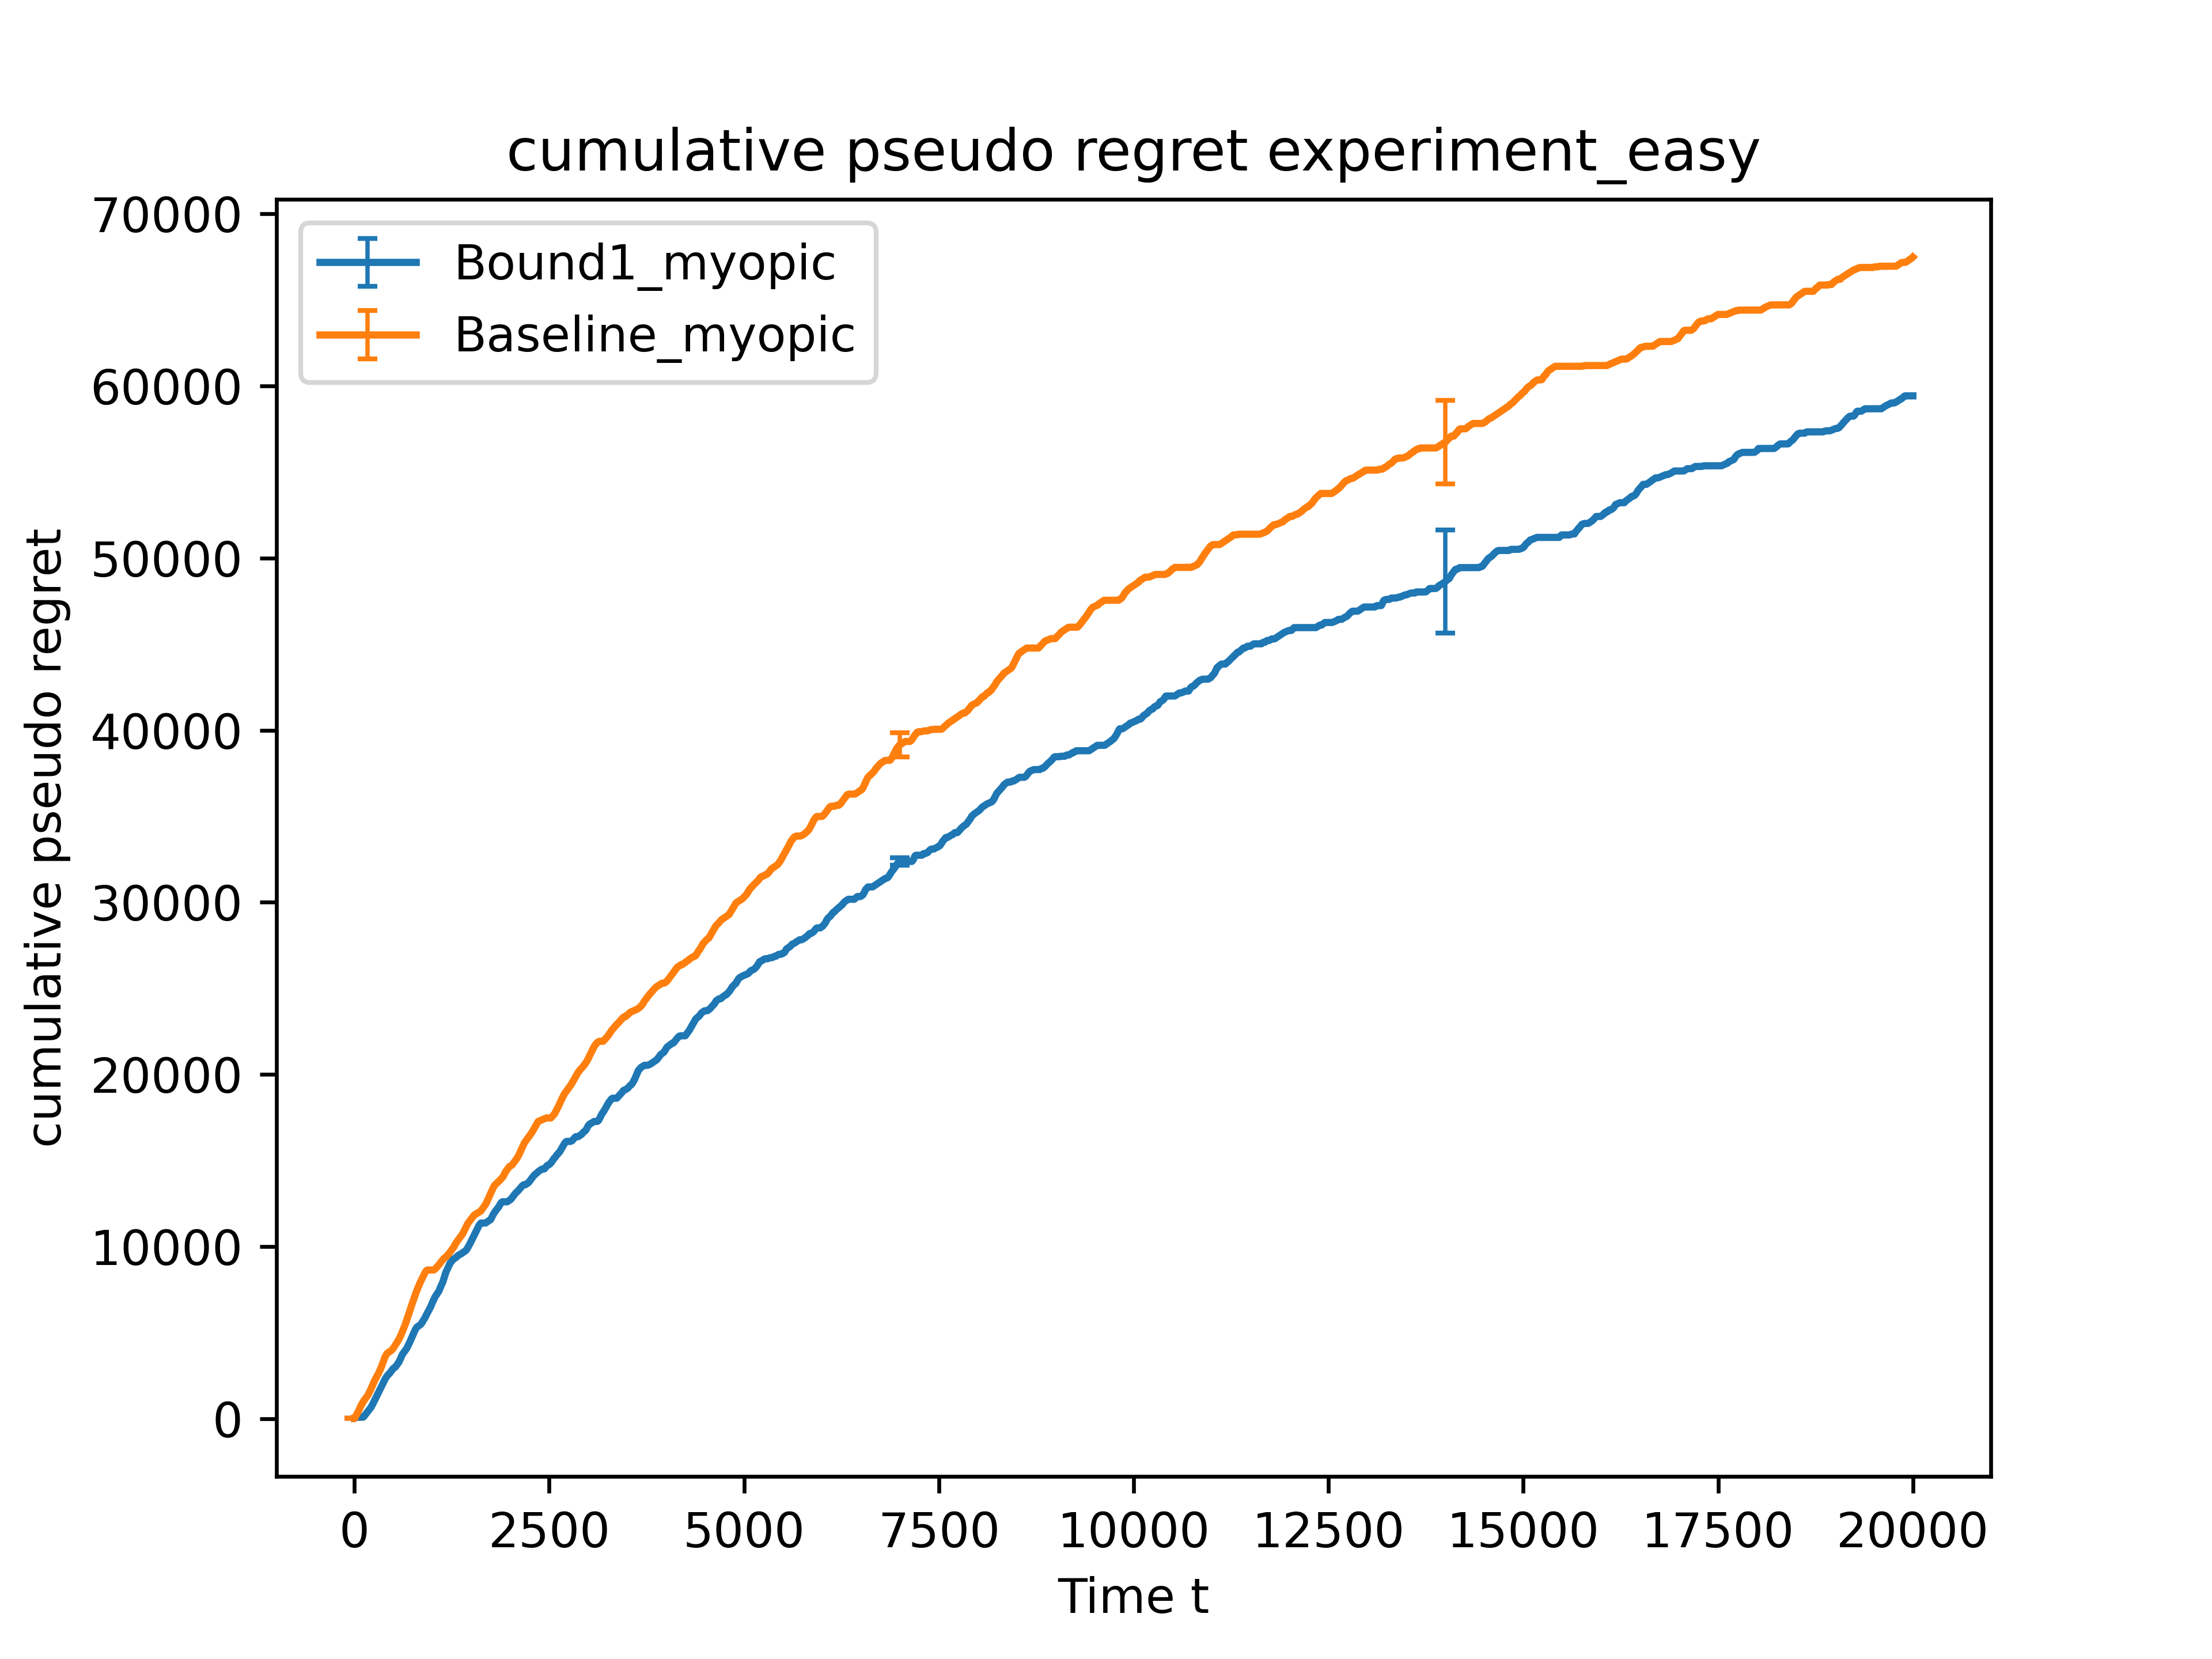 cumulative pseudo regret experiment_easy
Bound1_myopic
Baseline_myopic
cumulative pseudo regret
70000
60000
50000
40000
30000
20000
10000
0
0 2500 5000 7500 10000 12500 15000 17500 20000
Time t